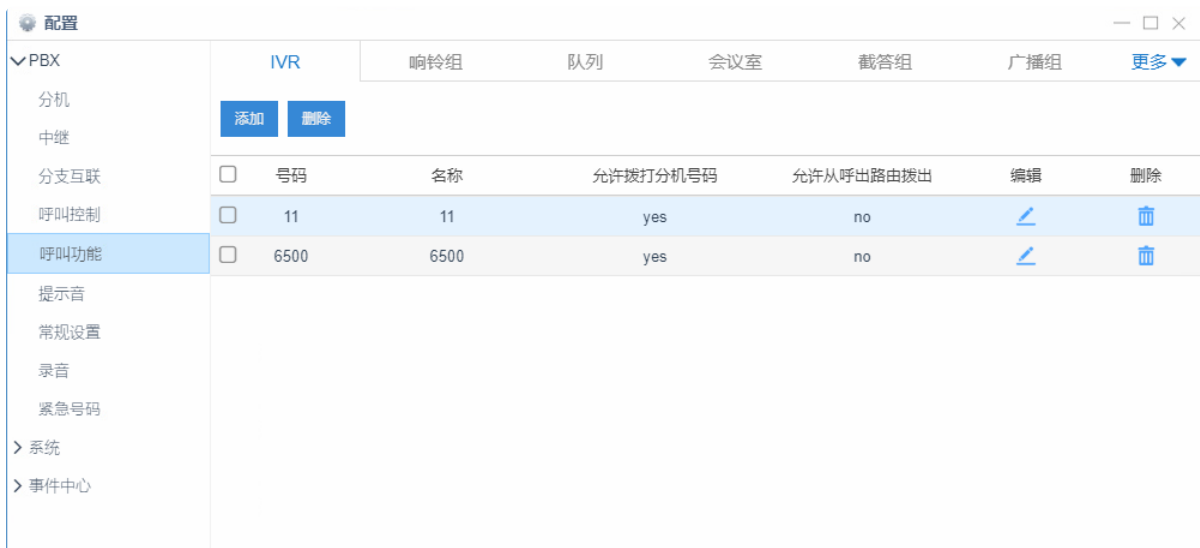 配置
PBX
IVR 响铃组 队列 会议室 截答组 广播组 更多
分机
添加 删除
中继
分支互联
号码 名称 允许拨打分机号码 允许从呼出路由拨出 编辑 删除
呼叫控制
11 11 yes no
呼叫功能
6500 6500 yes no
提示音
常规设置
录音
紧急号码
系统
事件中心